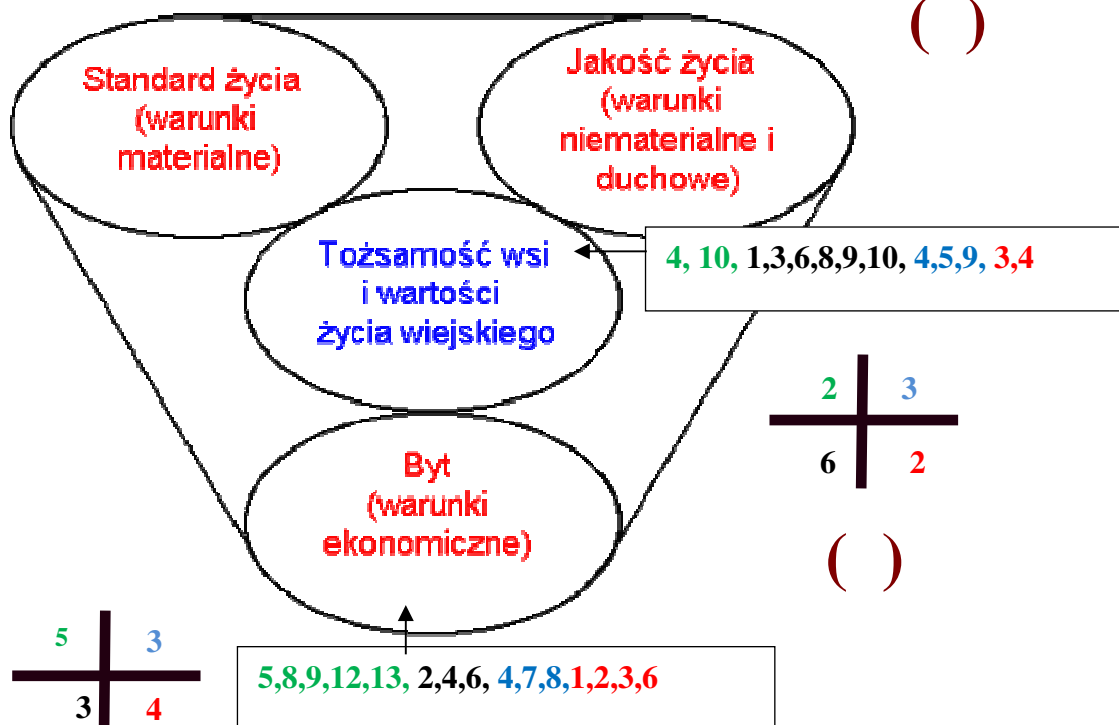 ( )
Standard życia
(warunki
materialne)
Jakość życia
(warunki
niematerialne i
duchowe)
Tożsamość wsi
i wartości
życia wiejskiego
4, 10, 1,3,6,8,9,10, 4,5,9, 3,4
2 3
6 2
Byt
(warunki
ekonomiczne)
( )
5 3
3 4
5,8,9,12,13, 2,4,6, 4,7,8,1,2,3,6